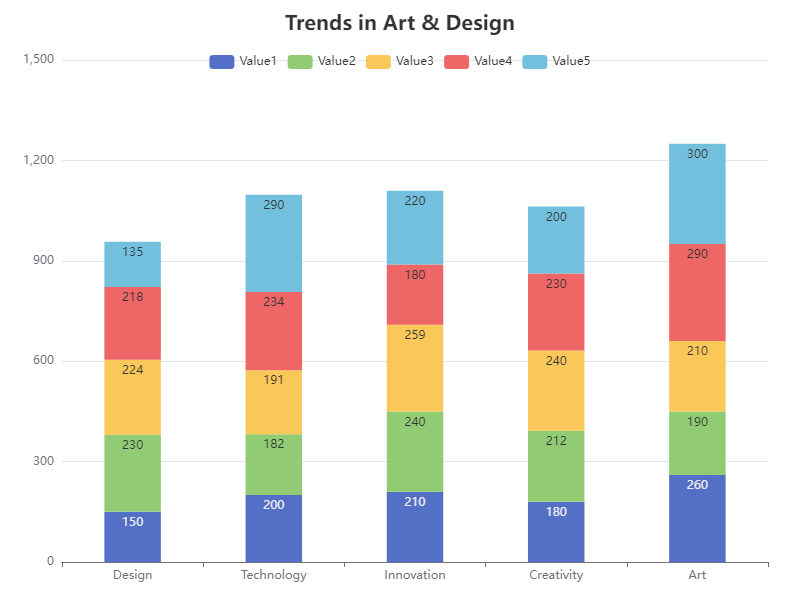 Trends in Art & Design
Value1 Value2 Value3 Value4 Value5
1,500
1,200
900
600
300
0
135 290 220 200 300
218 234 180 230 290
224 191 259 240 210
230 182 240 212 190
150 200 210 180 260
Design Technology Innovation Creativity Art